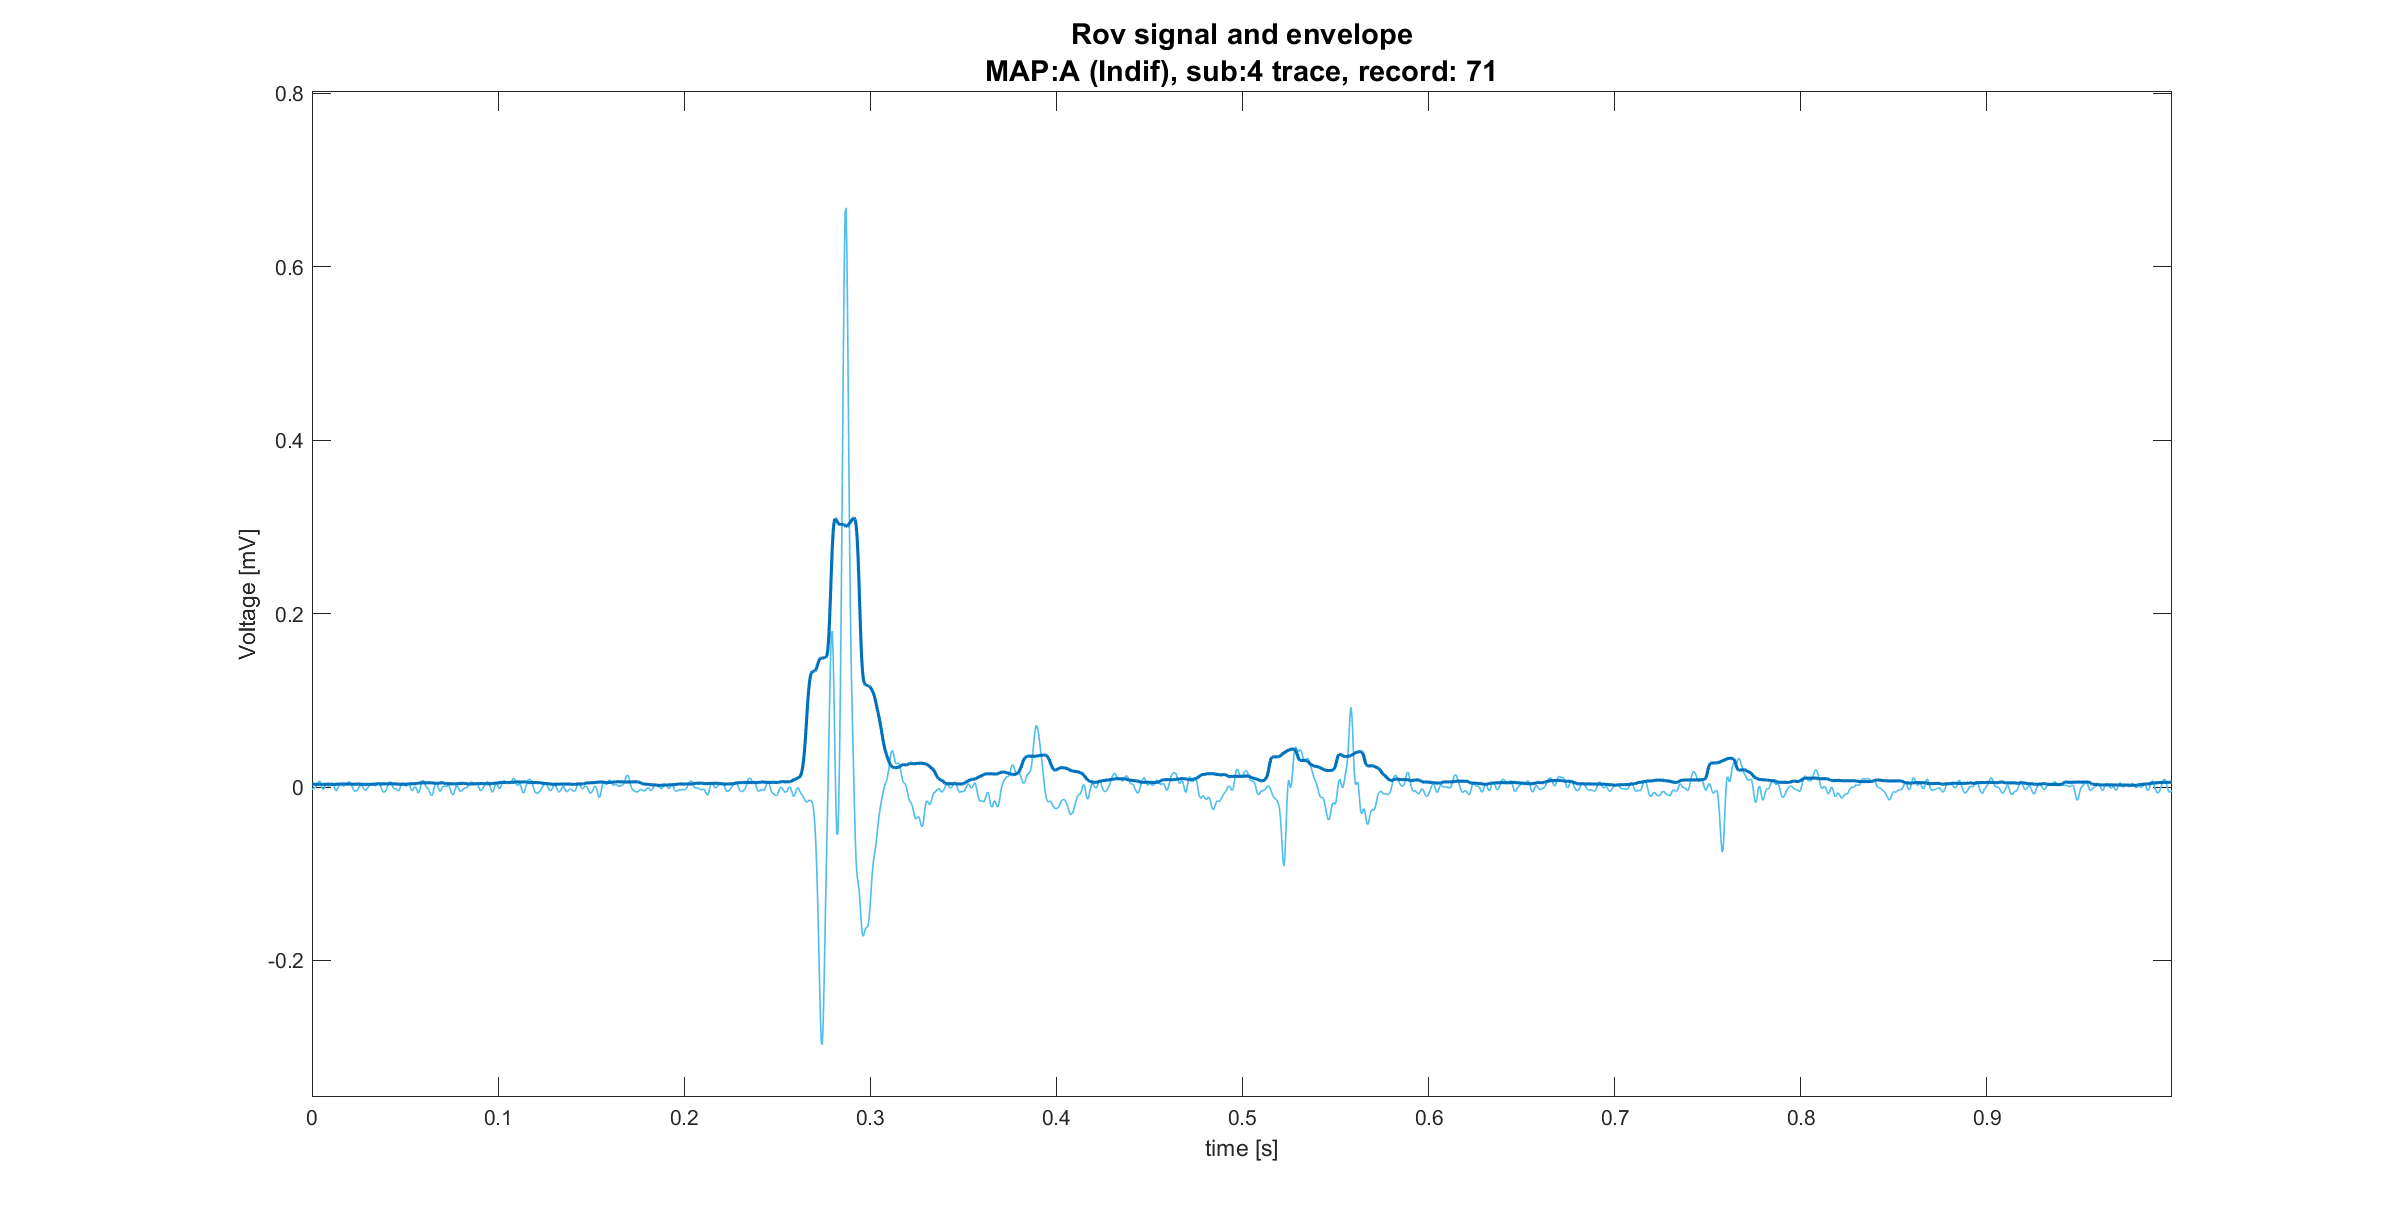 Rov signal and envelope
MAP:A (Indif), sub:4 trace, record: 71
0.8
0.6
0.4
0.2
0
-0.2
Voltage [mV]
0 0.1 0.2 0.3 0.4 0.5 0.6 0.7 0.8 0.9
time [s]